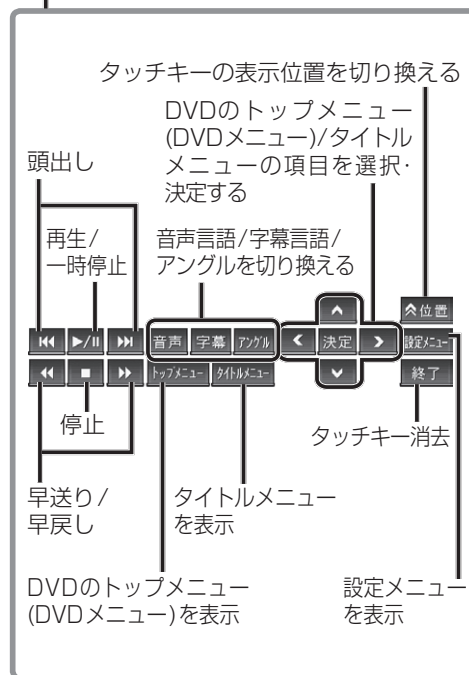 タッチキーの表示位置を切り換える
DVDのトップメニュー
(DVDメニュー)/タイトル
メニューの項目を選択・
決定する
頭出し
再生/
一時停止
音声言語/字幕言語/
アングルを切り換える
位置
音声 字幕 アングル 決定 設定メニュー
トップメニュー タイトルメニュー 終了
停止
タッチキー消去
早送り/
早戻し
タイトルメニュー
を表示
DVDのトップメニュー
(DVDメニュー)を表示
設定メニュー
を表示